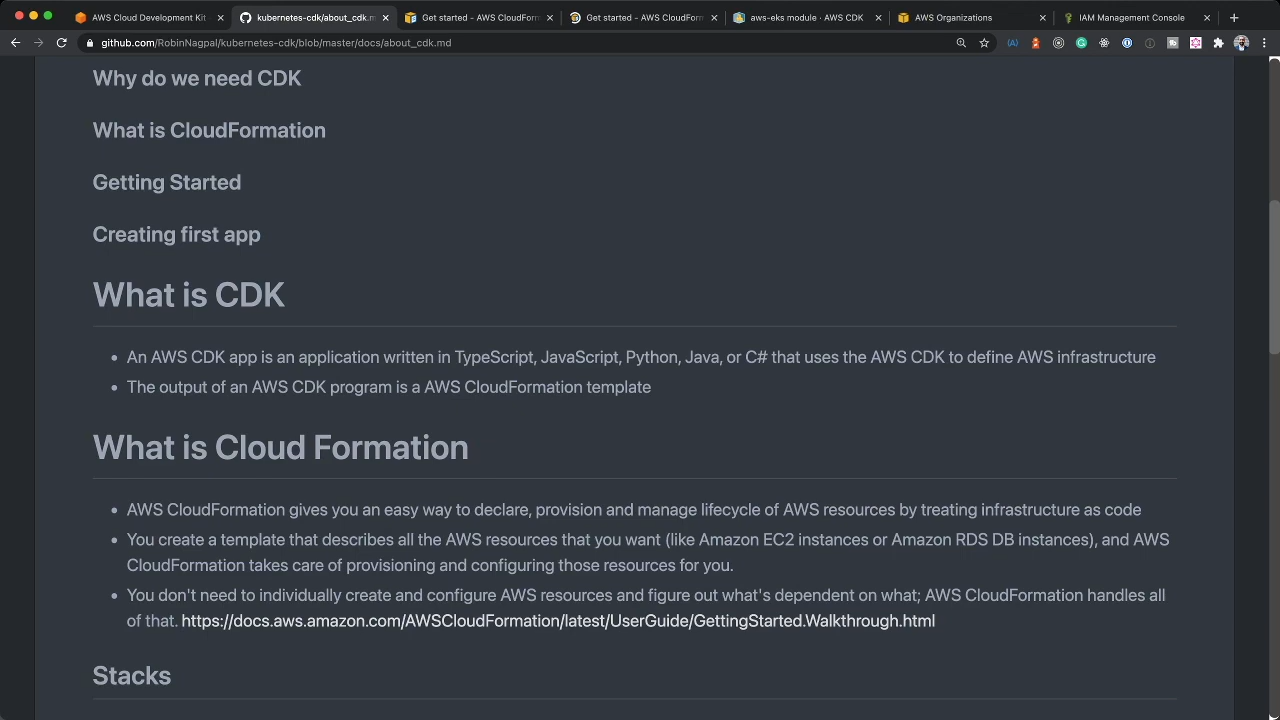 AWS Cloud Development Kit
kubernetes-cdk/about_cdk.m
Get started - AWS CloudForm
Get started - AWS CloudForm
aws-eks module · AWS CDK
AWS Organizations
IAM Management Console
github.com/RobinNagpal/kubernetes-cdk/blob/master/docs/about_cdk.md
Why do we need CDK
What is CloudFormation
Getting Started
Creating first app
What is CDK
An AWS CDK app is an application written in TypeScript, JavaScript, Python, Java, or C# that uses the AWS CDK to define AWS infrastructure
The output of an AWS CDK program is a AWS CloudFormation template
What is Cloud Formation
AWS CloudFormation gives you an easy way to declare, provision and manage lifecycle of AWS resources by treating infrastructure as code
You create a template that describes all the AWS resources that you want (like Amazon EC2 instances or Amazon RDS DB instances), and AWS
CloudFormation takes care of provisioning and configuring those resources for you.
You don't need to individually create and configure AWS resources and figure out what's dependent on what; AWS CloudFormation handles all
of that. https://docs.aws.amazon.com/AWSCloudFormation/latest/UserGuide/GettingStarted.Walkthrough.html
Stacks